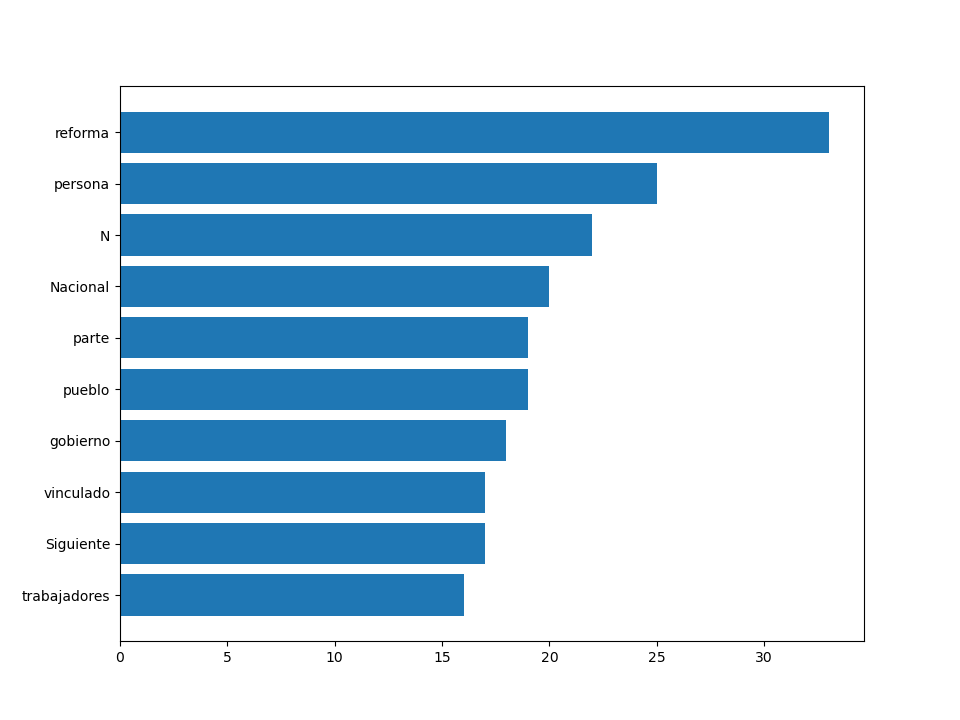 reforma
persona
N
Nacional
parte
pueblo
gobierno
vinculado
Siguiente
trabajadores
0 5 10 15 20 25 30